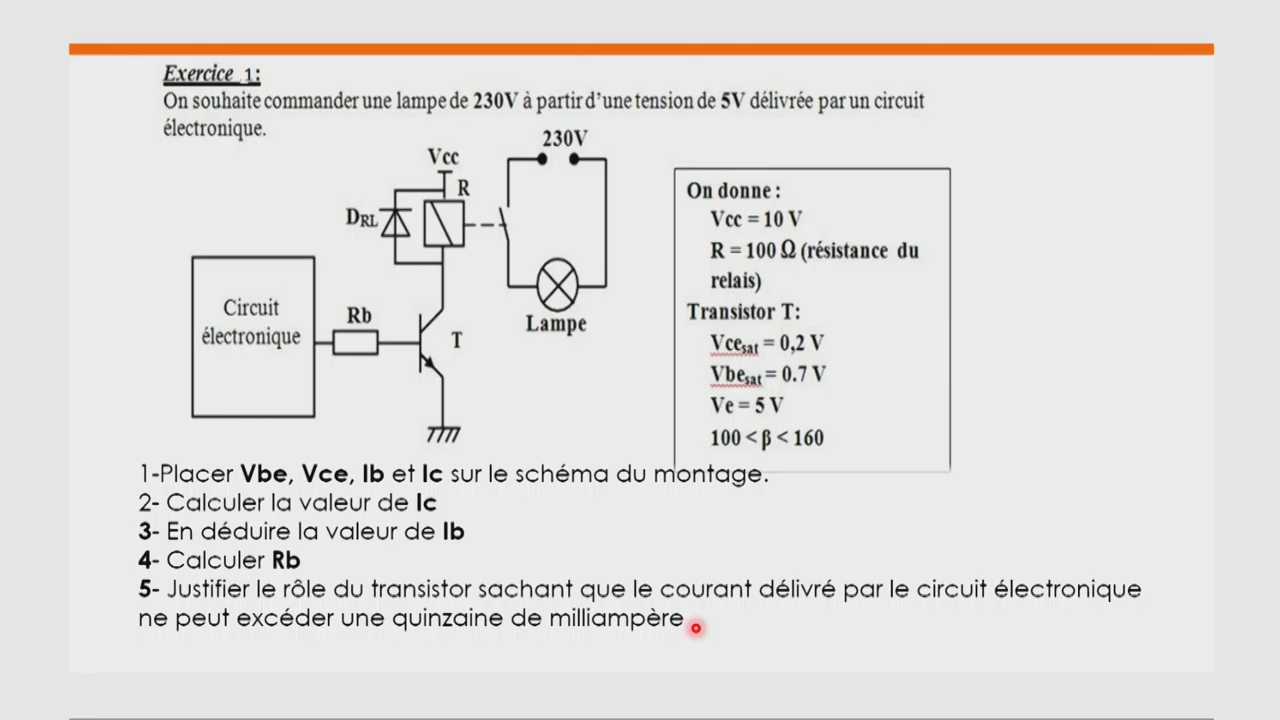 Exercice 1:
On souhaite commander une lampe de 230V à partir d'une tension de 5V délivrée par un circuit
électronique.
230V
Vcc
R
DRL
Circuit
électronique
Rb
T
Lampe
On donne :
Vcc = 10 V
R = 100 Ω (résistance du
relais)
Transistor T:
Vcesat = 0,2 V
Vbesat = 0.7 V
Ve = 5 V
100 < β < 160
1-Placer Vbe, Vce, Ib et Ic sur le schéma du montage.
2- Calculer la valeur de Ic
3- En déduire la valeur de Ib
4- Calculer Rb
5- Justifier le rôle du transistor sachant que le courant délivré par le circuit électronique
ne peut excéder une quinzaine de milliampère